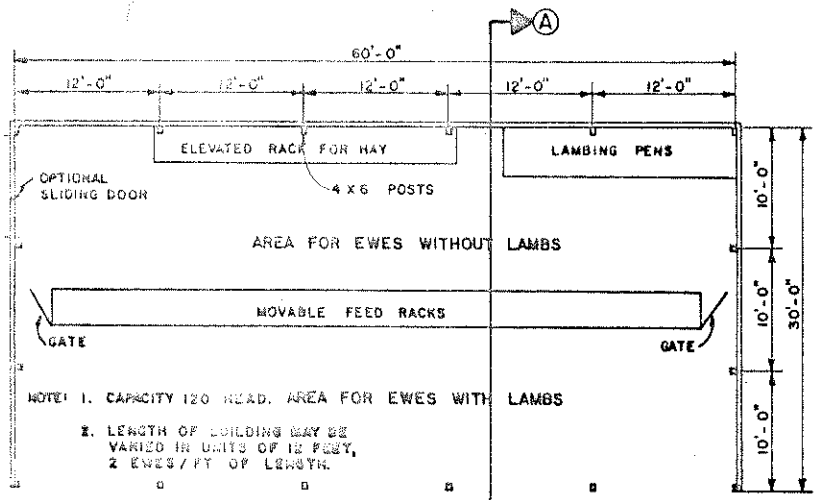 A
60'-0"
12'-0" 12'-0" 12'-0" 12'-0" 12'-0"
ELEVATED RACK FOR HAY
LAMBING PENS
OPTIONAL
SLIDING DOOR
4 X 6 POSTS
10'-0"
AREA FOR EWES WITHOUT LAMBS
MOVABLE FEED RACKS
10'-0"
30'-0"
GATE
GATE
NOTE: 1. CAPACITY 120 HEAD. AREA FOR EWES WITH LAMBS
2. LENGTH OF BUILDING MAY BE
VARIED IN UNITS OF 12 FEET,
2 EWES/FT OF LENGTH.
10'-0"